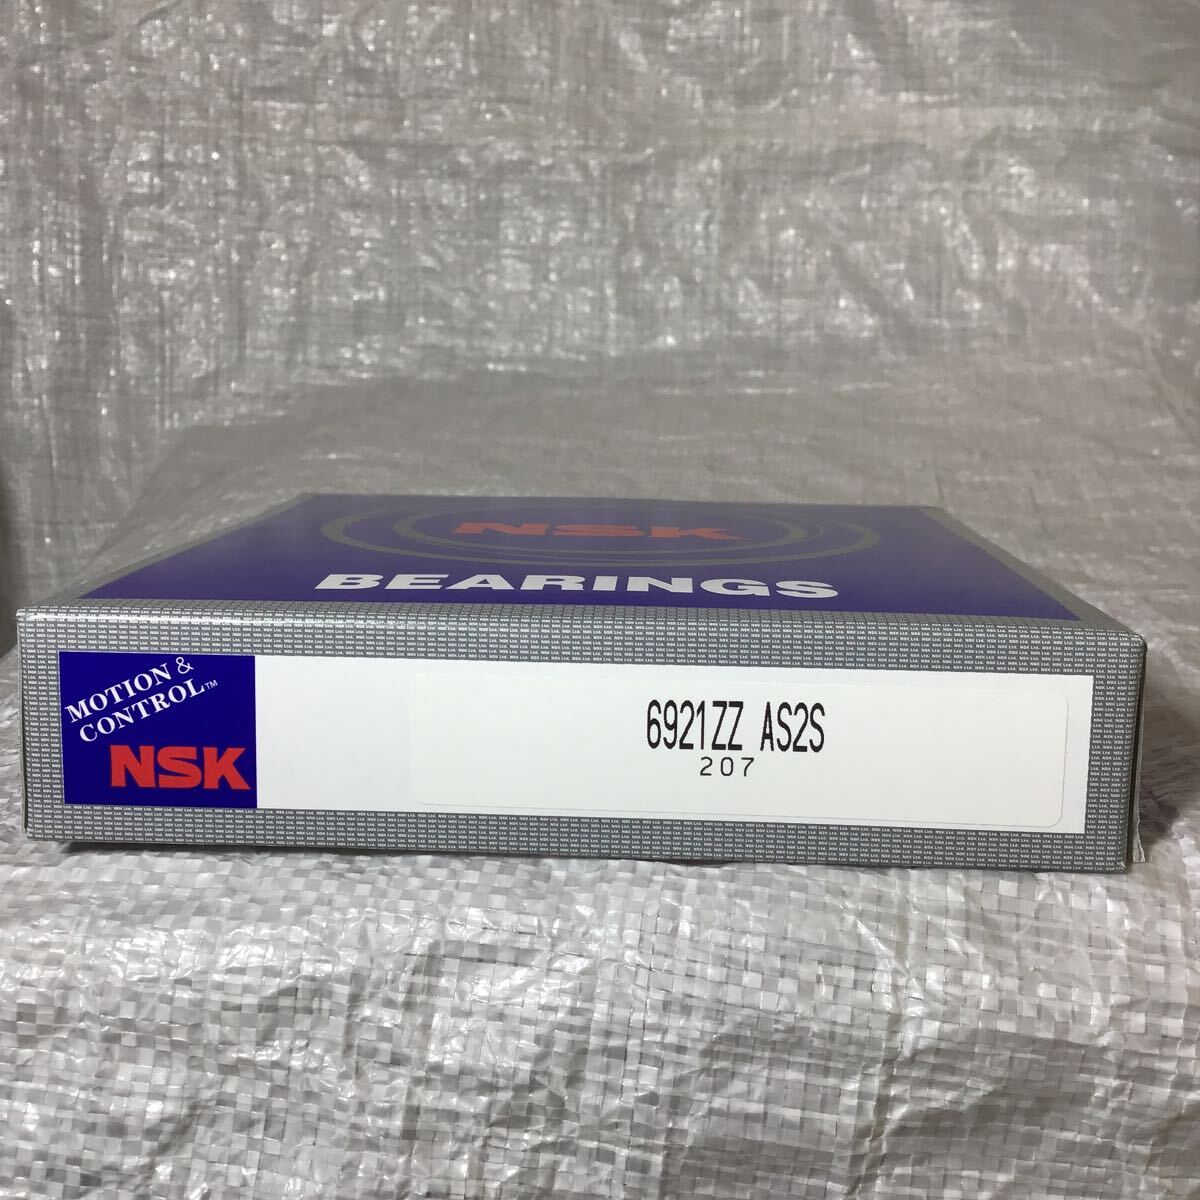 NSK
BEARINGS
MOTION &
CONTROL™
NSK
6921ZZ AS2S
207